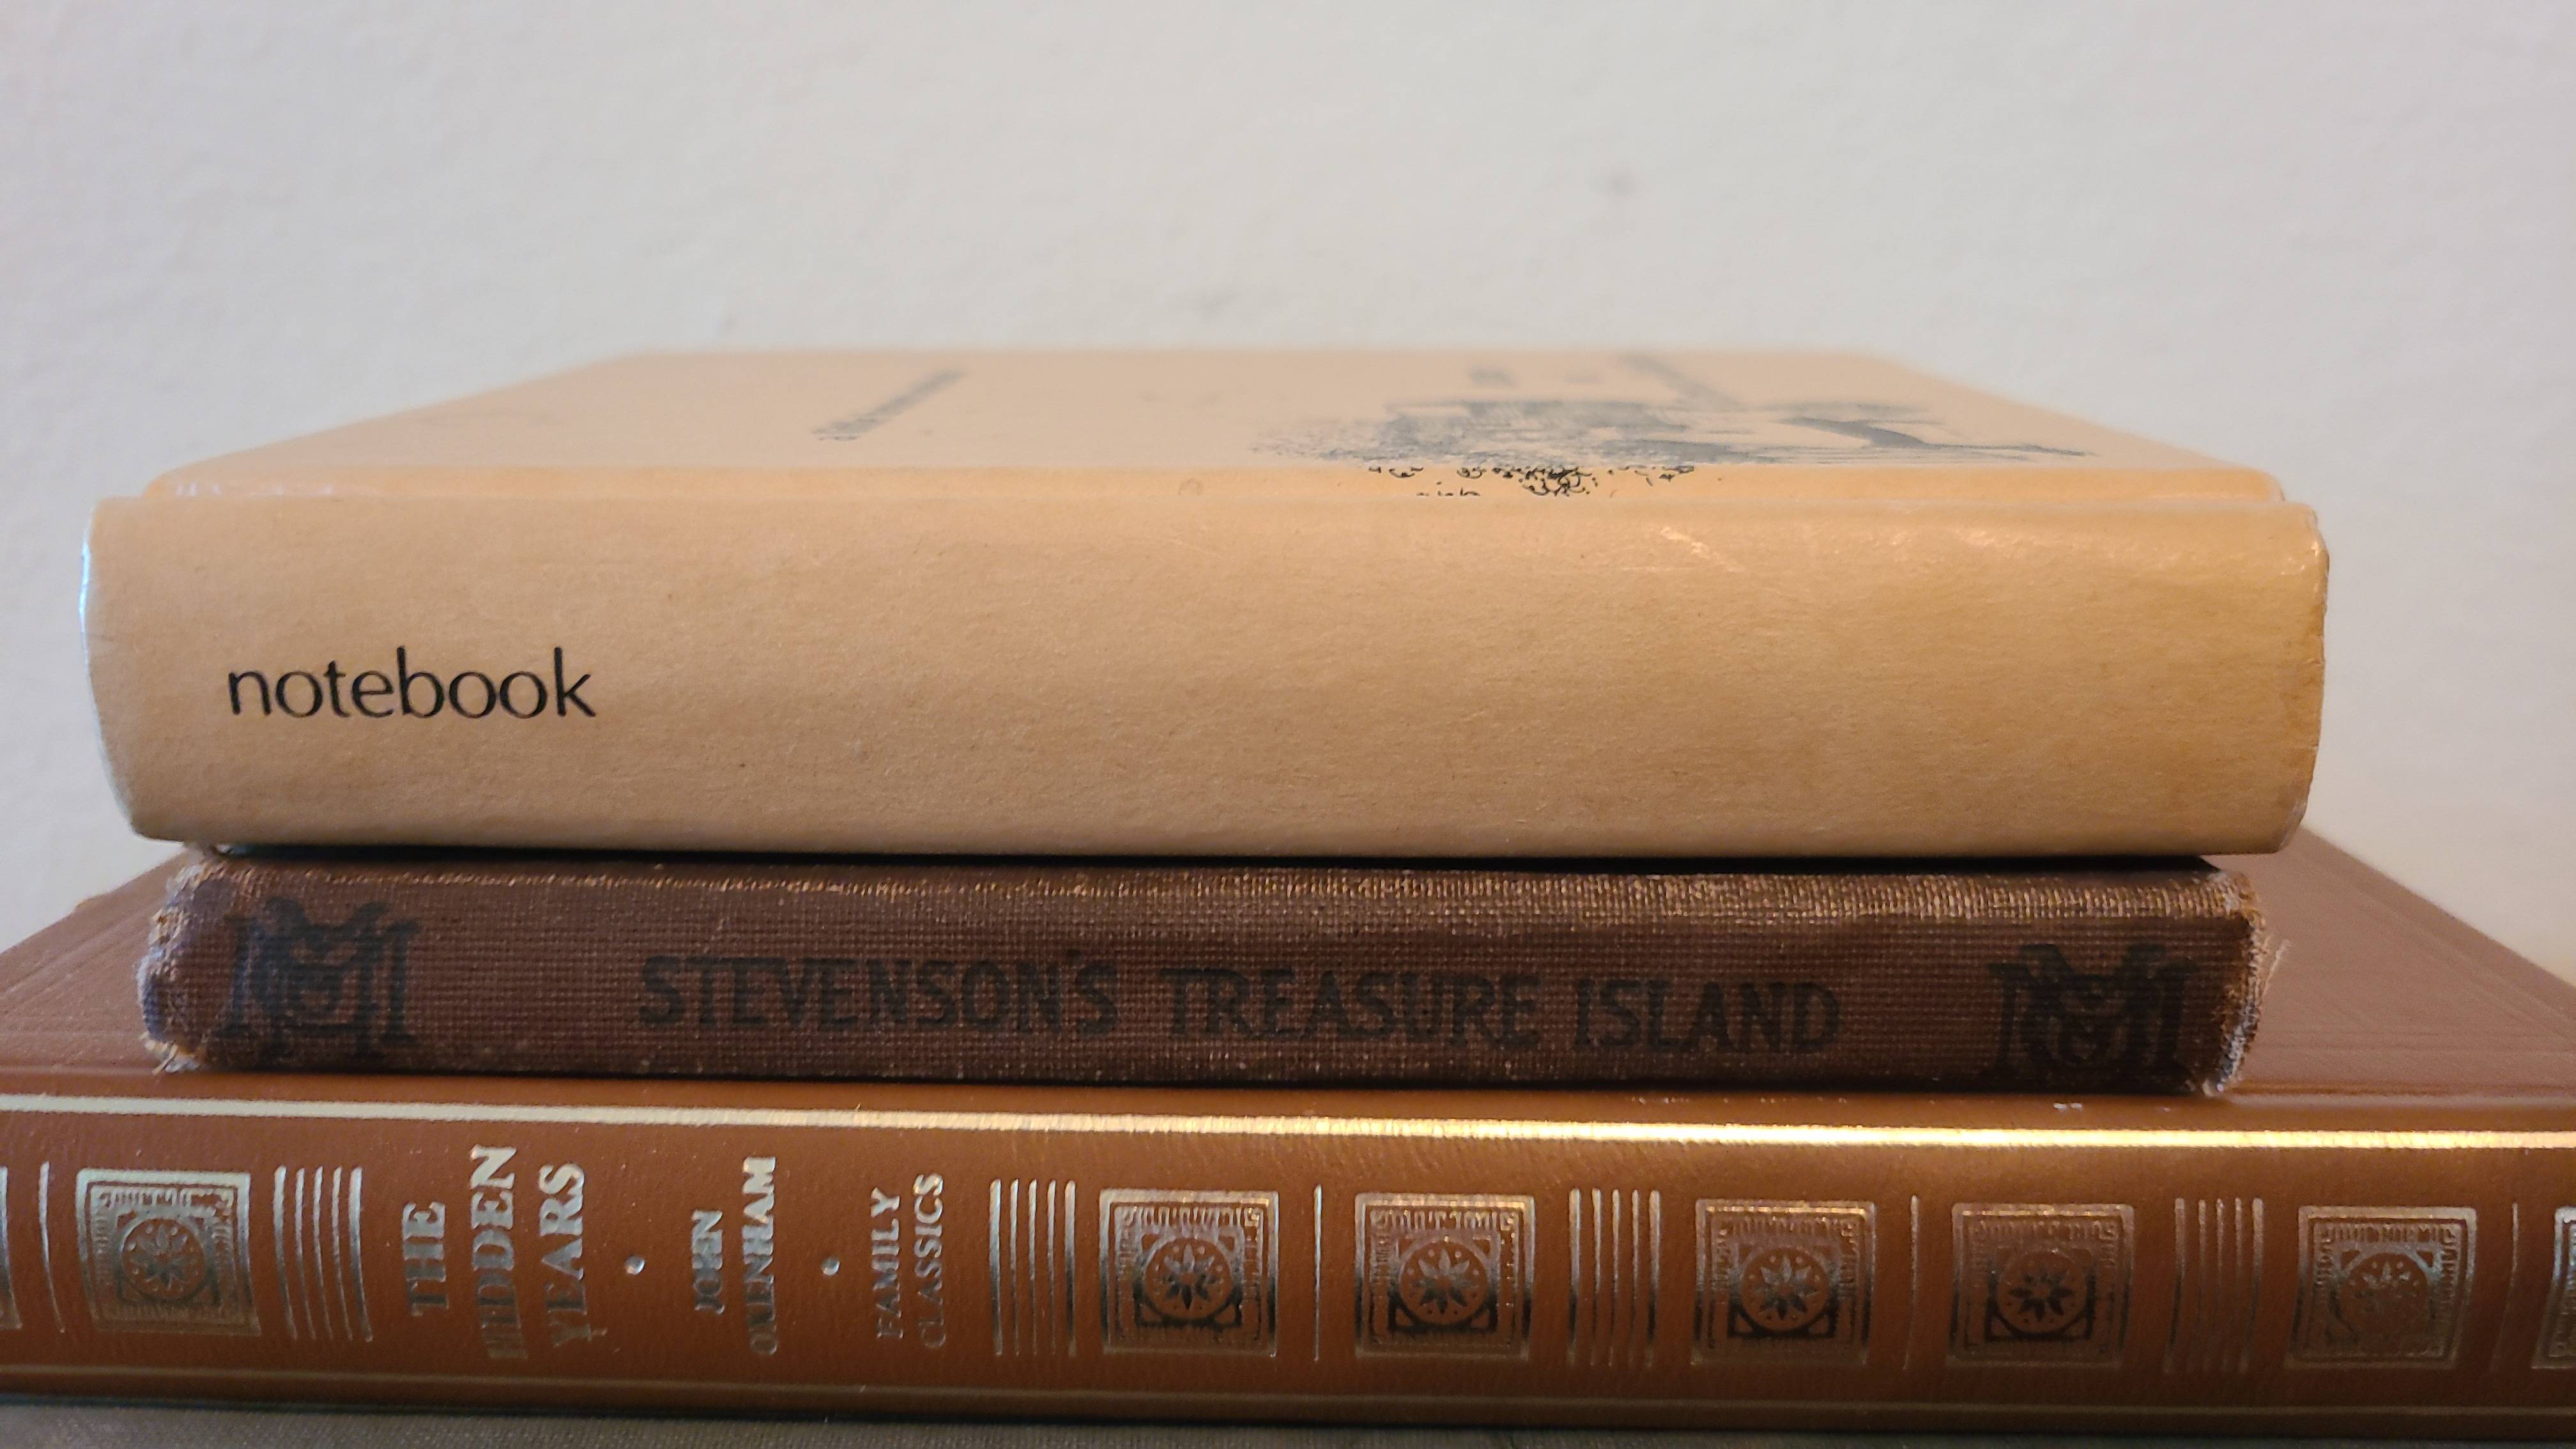 notebook
STEVENSON'S TREASURE ISLAND
THE
HIDDEN
YEARS
JOHN
OXENHAM
FAMILY
CLASSICS